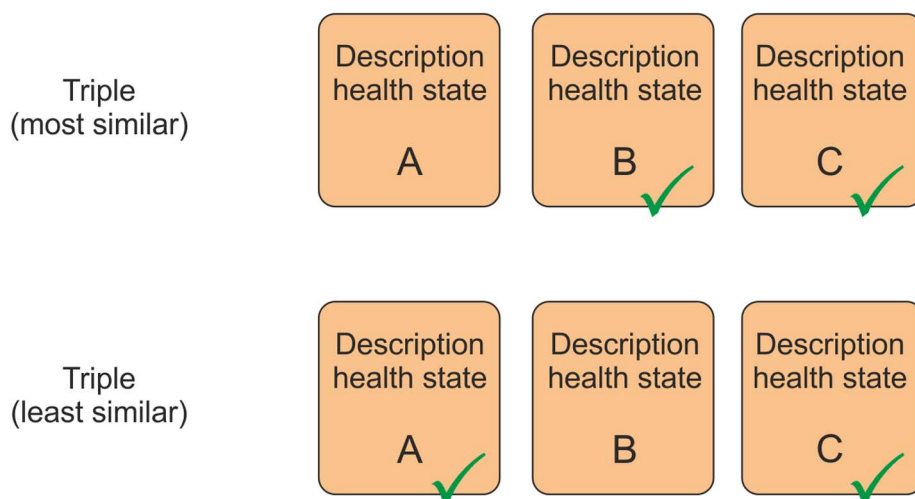 Triple
(most similar)
Description
health state
A
Description
health state
B
Description
health state
C
Triple
(least similar)
Description
health state
A
Description
health state
B
Description
health state
C